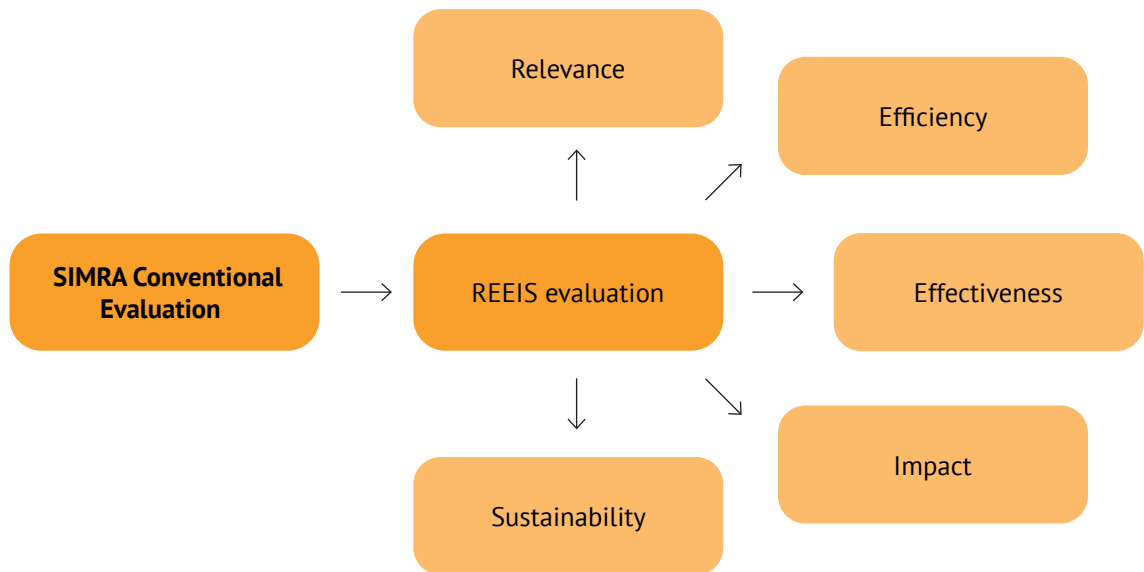 Relevance
Efficiency
SIMRA Conventional
Evaluation
REEIS evaluation
Effectiveness
Impact
Sustainability